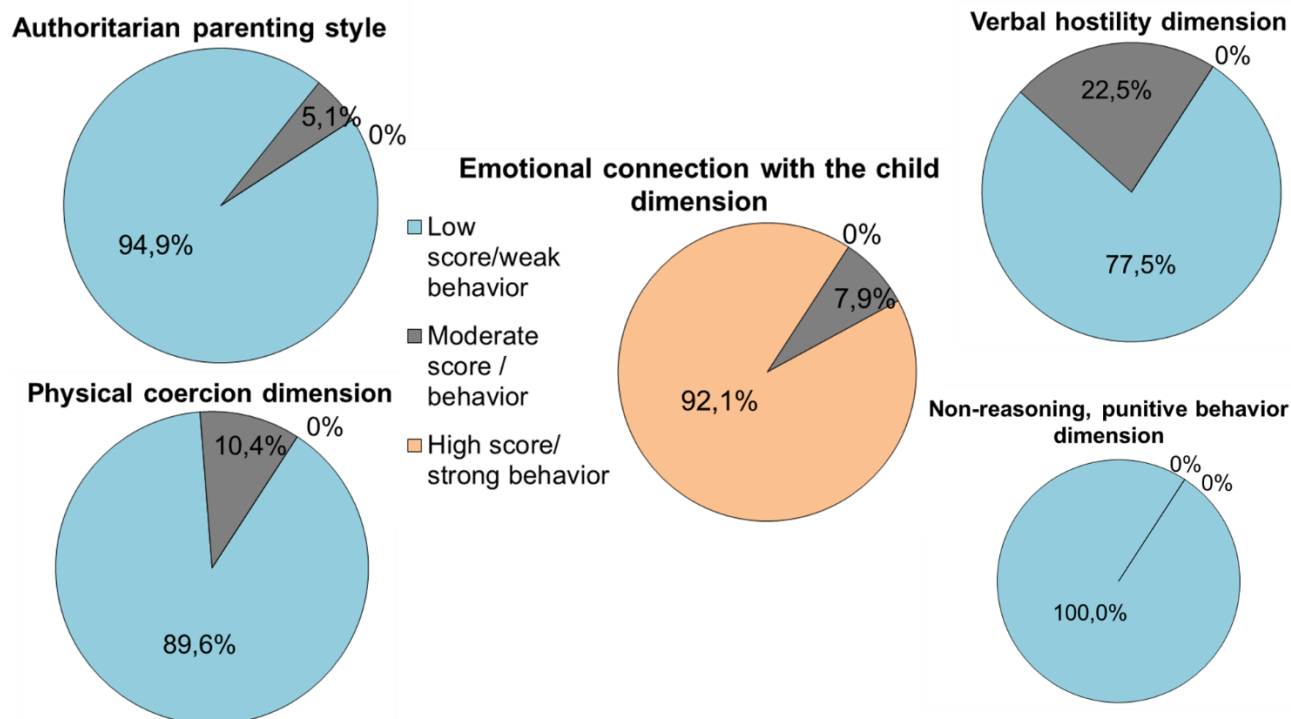 Authoritarian parenting style
5,1%
0%
94,9%
Verbal hostility dimension
0%
22,5%
77,5%
Emotional connection with the child
dimension
0%
7,9%
92,1%
Low
score/weak
behavior
Moderate
score /
behavior
High score/
strong behavior
Physical coercion dimension
0%
10,4%
89,6%
Non-reasoning, punitive behavior
dimension
0%
0%
100,0%